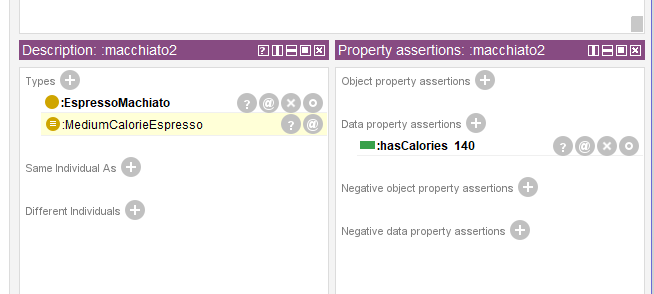 Description: :macchiato2
Types
:EspressoMachiato
:MediumCalorieEspresso
Same Individual As
Different Individuals
Property assertions: :macchiato2
Object property assertions
Data property assertions
:hasCalories 140
Negative object property assertions
Negative data property assertions